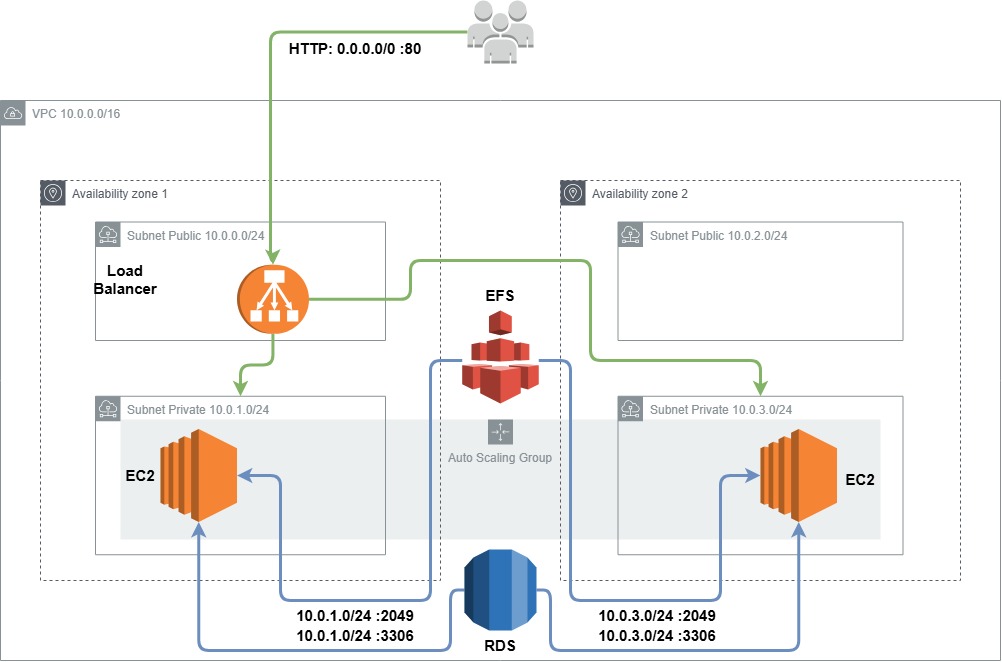 HTTP: 0.0.0.0/0 :80
VPC 10.0.0.0/16
Availability zone 1
Availability zone 2
Subnet Public 10.0.0.0/24
Subnet Public 10.0.2.0/24
Load
Balancer
EFS
Subnet Private 10.0.1.0/24
Subnet Private 10.0.3.0/24
Auto Scaling Group
EC2
EC2
10.0.1.0/24 :2049
10.0.1.0/24 :3306
10.0.3.0/24 :2049
10.0.3.0/24 :3306
RDS